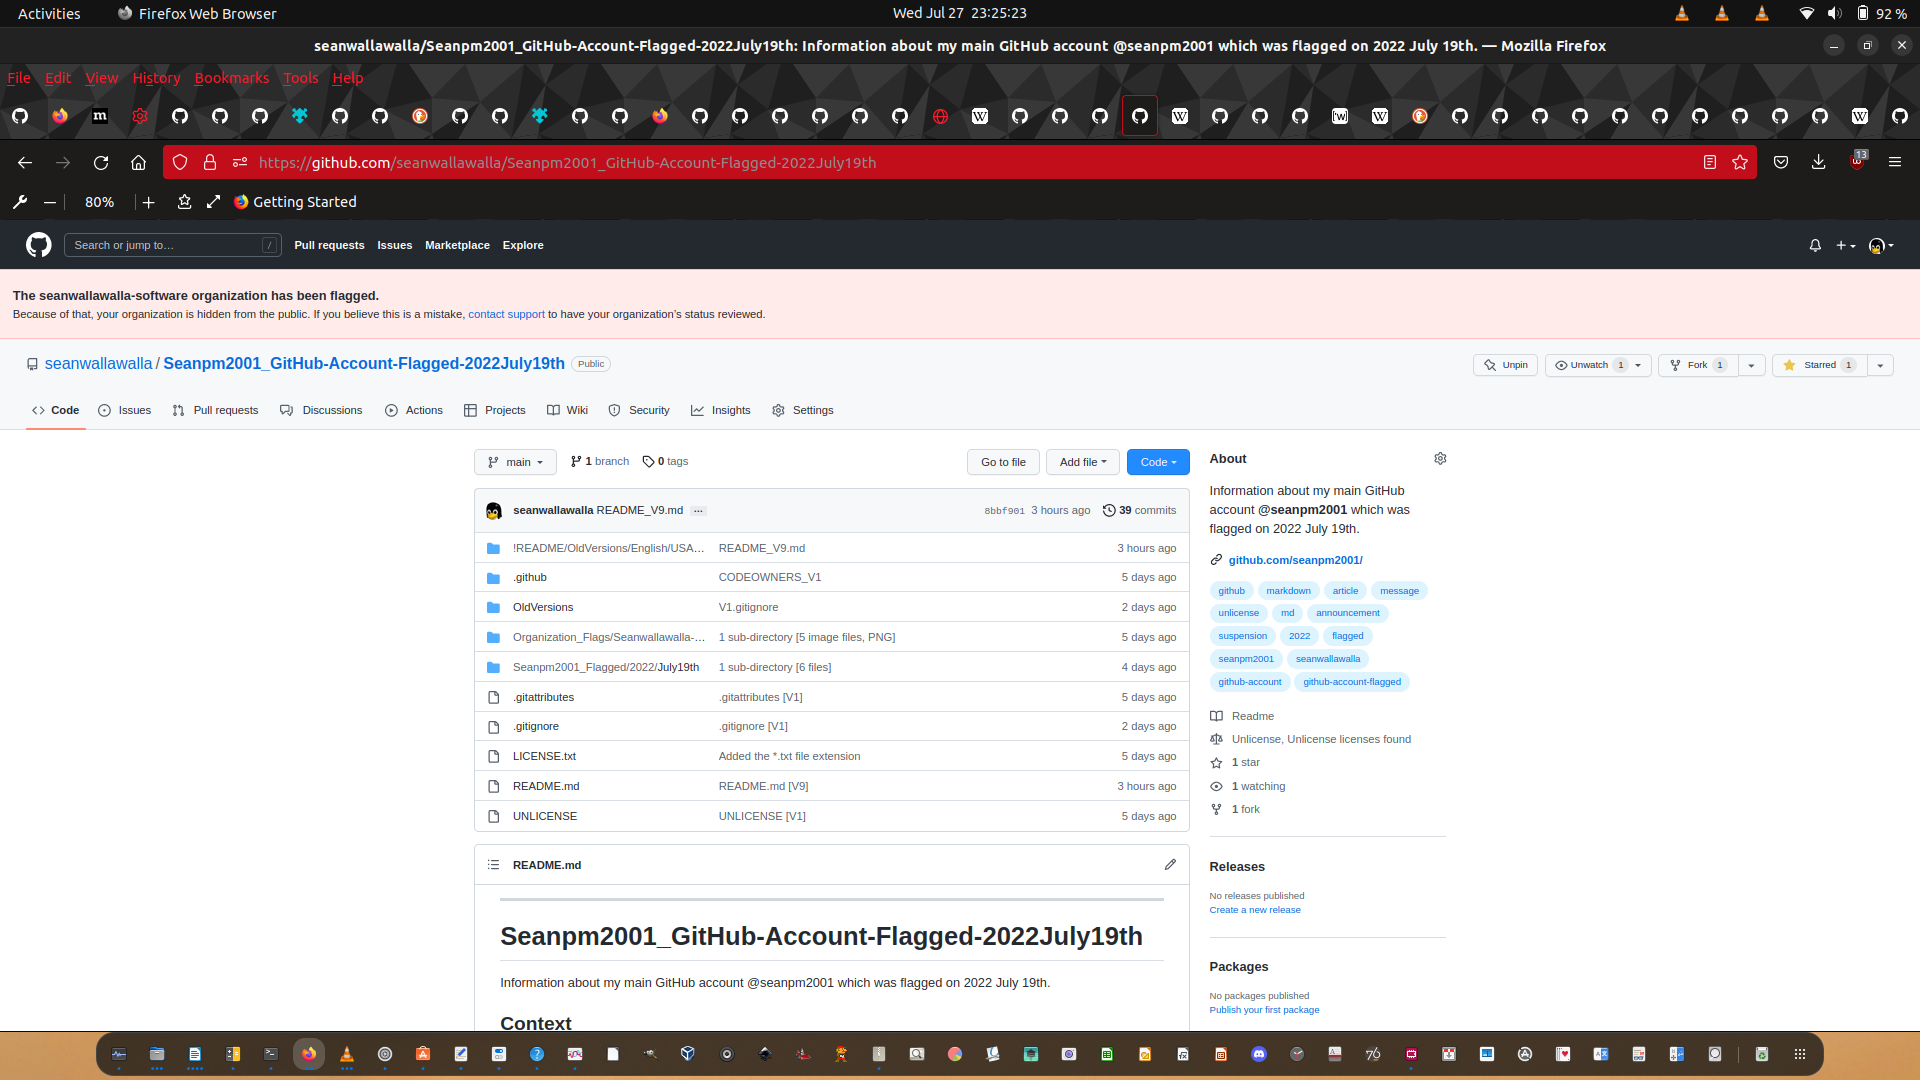 Activities
Firefox Web Browser
Wed Jul 27 23:25:23
92 %
seanwallawalla/Seanpm2001_GitHub-Account-Flagged-2022July19th: Information about my main GitHub account @seanpm2001 which was flagged on 2022 July 19th. — Mozilla Firefox
File Edit View History Bookmarks Tools Help
https://github.com/seanwallawalla/Seanpm2001_GitHub-Account-Flagged-2022July19th
13
80%
Getting Started
Search or jump to...
/
Pull requests Issues Marketplace Explore
The seanwallawalla-software organization has been flagged.
Because of that, your organization is hidden from the public. If you believe this is a mistake, contact support to have your organization's status reviewed.
seanwallawalla / Seanpm2001_GitHub-Account-Flagged-2022July19th Public
Unpin
Unwatch 1
Fork 1
Starred 1
Code Issues Pull requests Discussions Actions Projects Wiki Security Insights Settings
main
1 branch
0 tags
Go to file
Add file
Code
seanwallawalla README_V9.md ...
8bbf901 3 hours ago
39 commits
!README/OldVersions/English/USA… README_V9.md 3 hours ago
.github CODEOWNERS_V1 5 days ago
OldVersions V1.gitignore 2 days ago
Organization_Flags/Seanwallawalla-… 1 sub-directory [5 image files, PNG] 5 days ago
Seanpm2001_Flagged/2022/July19th 1 sub-directory [6 files] 4 days ago
.gitattributes .gitattributes [V1] 5 days ago
.gitignore .gitignore [V1] 2 days ago
LICENSE.txt Added the *.txt file extension 5 days ago
README.md README.md [V9] 3 hours ago
UNLICENSE UNLICENSE [V1] 5 days ago
README.md
Seanpm2001_GitHub-Account-Flagged-2022July19th
Information about my main GitHub account @seanpm2001 which was flagged on 2022 July 19th.
Context
About
Information about my main GitHub
account @seanpm2001 which was
flagged on 2022 July 19th.
github.com/seanpm2001/
github markdown article message
unlicense md announcement
suspension 2022 flagged
seanpm2001 seanwallawalla
github-account github-account-flagged
Readme
Unlicense, Unlicense licenses found
1 star
1 watching
1 fork
Releases
No releases published
Create a new release
Packages
No packages published
Publish your first package